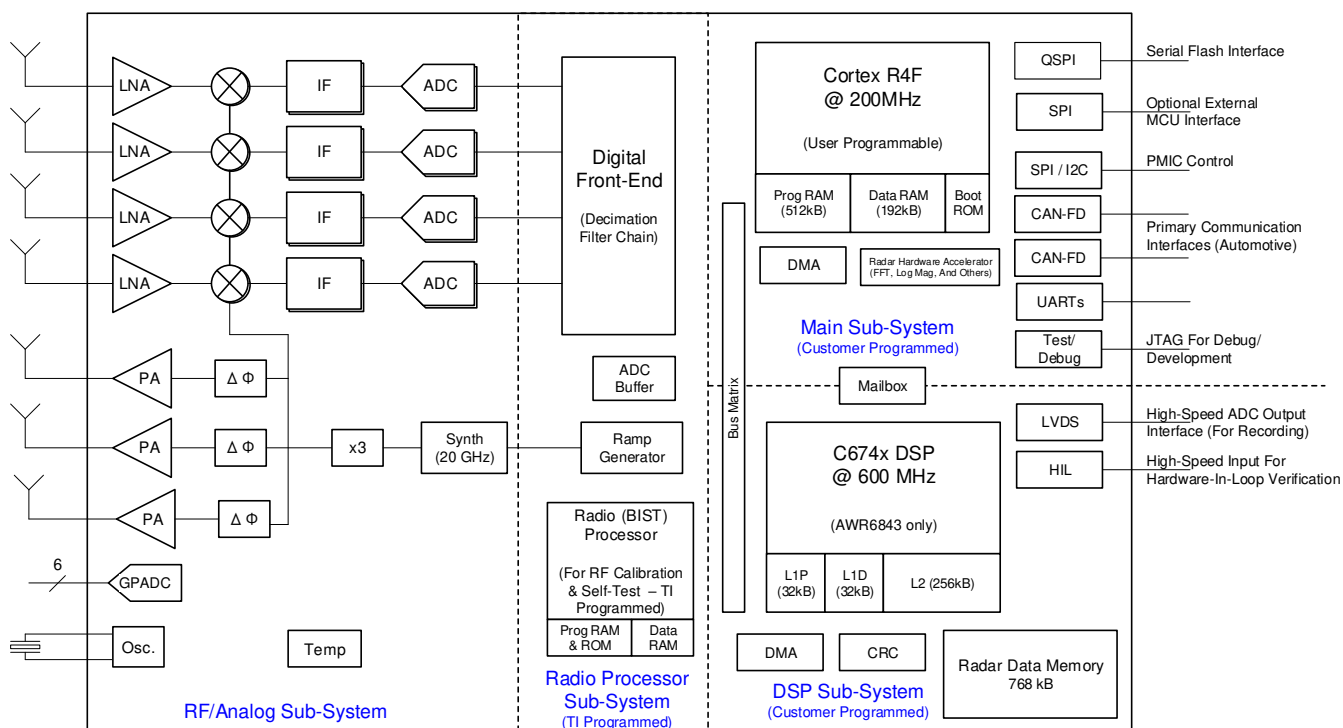 LNA
IF
ADC
LNA
IF
ADC
LNA
IF
ADC
LNA
IF
ADC
PA
Δ Φ
PA
Δ Φ
x3
Synth
(20 GHz)
PA
Δ Φ
6
GPADC
Osc.
Temp
RF/Analog Sub-System
Digital
Front-End
(Decimation
Filter Chain)
ADC
Buffer
Ramp
Generator
Radio (BIST)
Processor
(For RF Calibration
& Self-Test – TI
Programmed)
Prog RAM
& ROM
Data
RAM
Radio Processor
Sub-System
(TI Programmed)
Cortex R4F
@ 200MHz
(User Programmable)
Prog RAM
(512kB)
Data RAM
(192kB)
Boot
ROM
DMA
Radar Hardware Accelerator
(FFT, Log Mag, And Others)
Main Sub-System
(Customer Programmed)
Bus Matrix
Mailbox
C674x DSP
@ 600 MHz
(AWR6843 only)
L1P
(32kB)
L1D
(32kB)
L2 (256kB)
DMA
CRC
DSP Sub-System
(Customer Programmed)
Radar Data Memory
768 kB
QSPI
Serial Flash Interface
SPI
Optional External
MCU Interface
SPI / I2C
PMIC Control
CAN-FD
CAN-FD
Primary Communication
Interfaces (Automotive)
UARTs
Test/
Debug
JTAG For Debug/
Development
LVDS
High-Speed ADC Output
Interface (For Recording)
HIL
High-Speed Input For
Hardware-In-Loop Verification